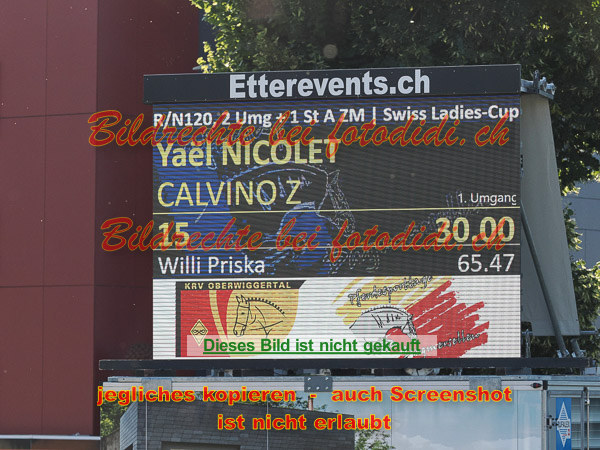 Etterevents.ch
R/N120, 2 Umg + 1 St A ZM | Swiss Ladies-Cup
Bildrechte bei fotodidi.ch
Yaël NICOLET
CALVINO Z
1. Umgang
15 30.00
Bildrechte bei fotodidi.ch
Willi Priska 65.47
KRV OBERWIGGERTAL
Pferdesporttage
Dieses Bild ist nicht gekauft
jegliches kopieren - auch Screenshot
ist nicht erlaubt